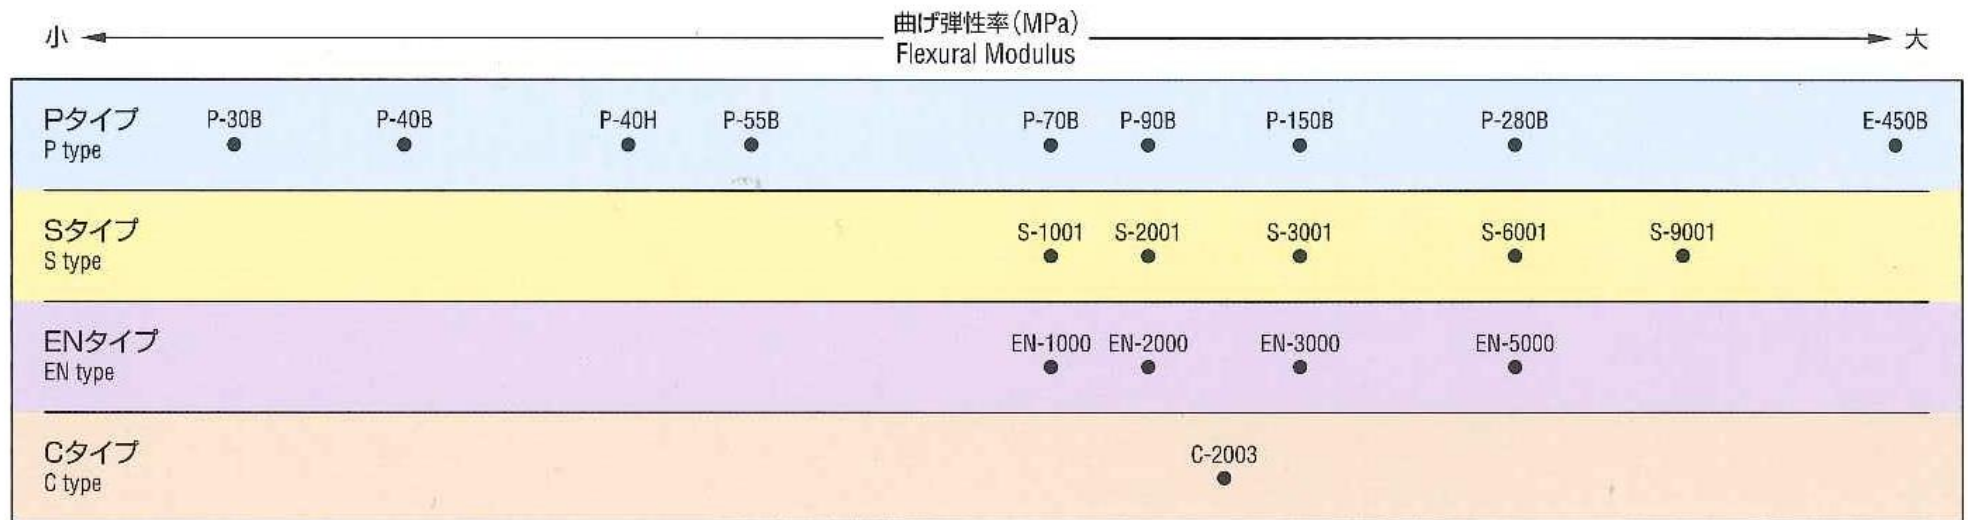 小
曲げ弾性率(MPa)
Flexural Modulus
大
Pタイプ
P type
P-30B P-40B P-40H P-55B P-70B P-90B P-150B P-280B E-450B
Sタイプ
S type
S-1001 S-2001 S-3001 S-6001 S-9001
ENタイプ
EN type
EN-1000 EN-2000 EN-3000 EN-5000
Cタイプ
C type
C-2003